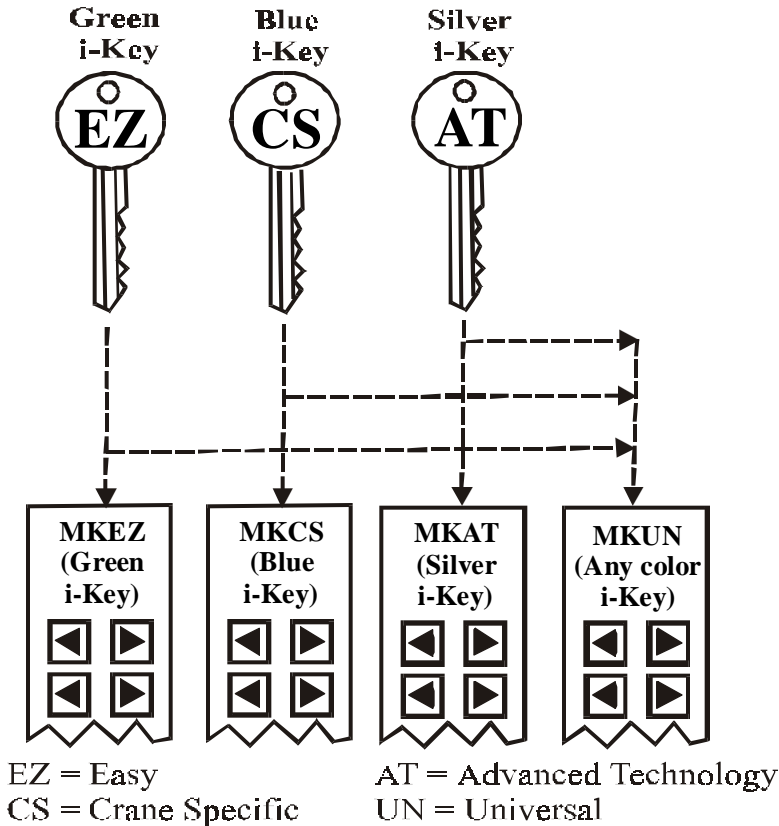 Green
i-Key
Blue
i-Key
Silver
i-Key
EZ
CS
AT
MKEZ
(Green
i-Key)
MKCS
(Blue
i-Key)
MKAT
(Silver
i-Key)
MKUN
(Any color
i-Key)
EZ = Easy
CS = Crane Specific
AT = Advanced Technology
UN = Universal